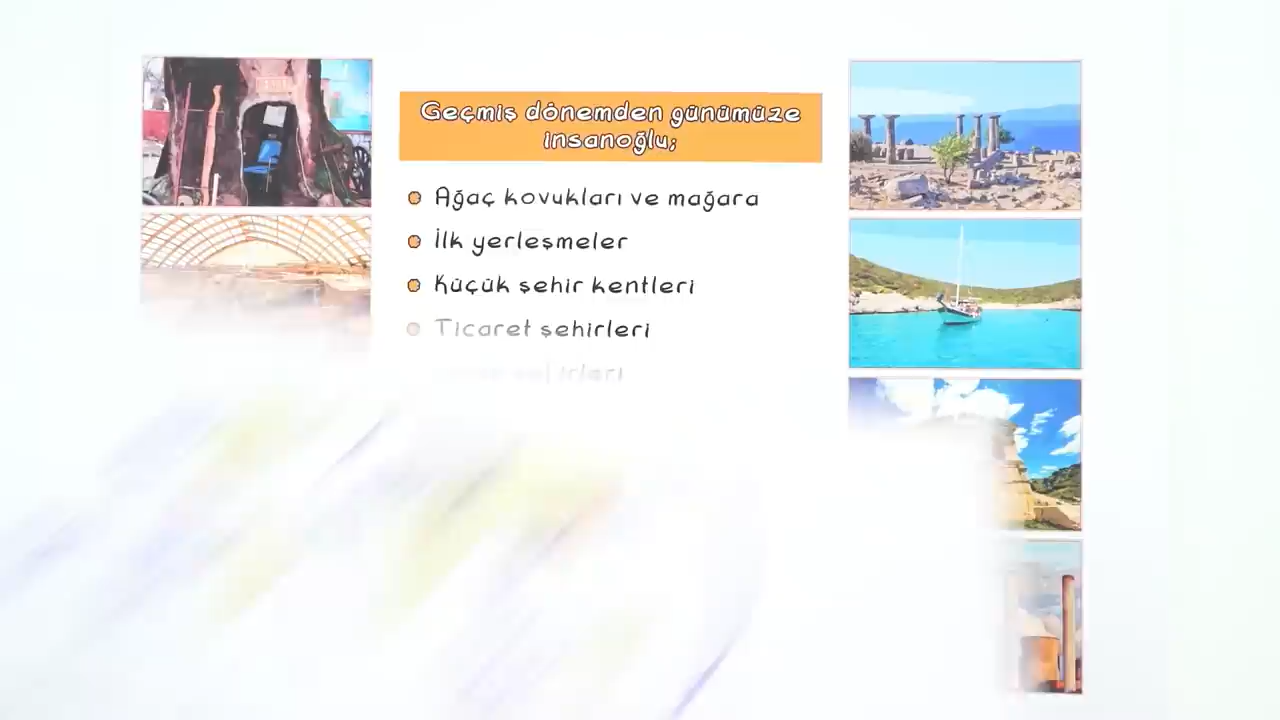 Geçmiş dönemden günümüze
insanoğlu;
Ağaç kovukları ve mağara
İlk yerleşmeler
Küçük şehir kentleri
Ticaret şehirleri